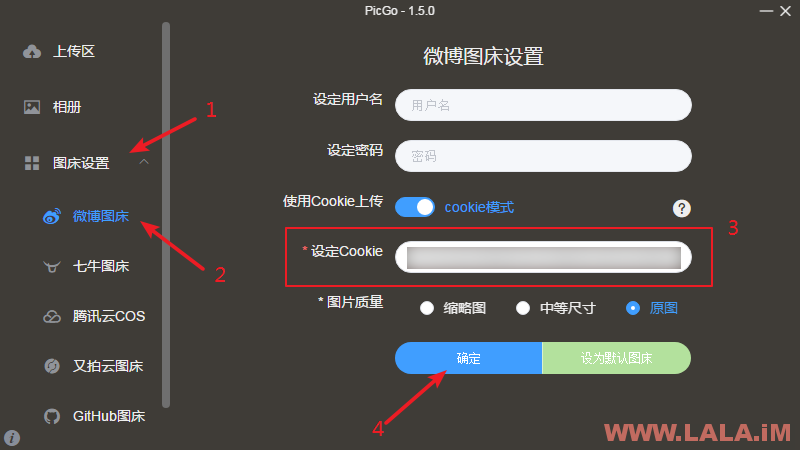 PicGo - 1.5.0
上传区
相册
1
图床设置
微博图床
2
七牛图床
腾讯云COS
又拍云图床
GitHub图床
微博图床设置
设定用户名
用户名
设定密码
密码
使用Cookie上传
cookie模式
?
3
* 设定Cookie
* 图片质量
缩略图
中等尺寸
原图
确定
设为默认图床
4
i
WWW.LALA.iM